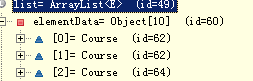 list= ArrayList<E> (id=49)
elementData= Object[10] (id=60)
[0]= Course (id=62)
[1]= Course (id=62)
[2]= Course (id=64)